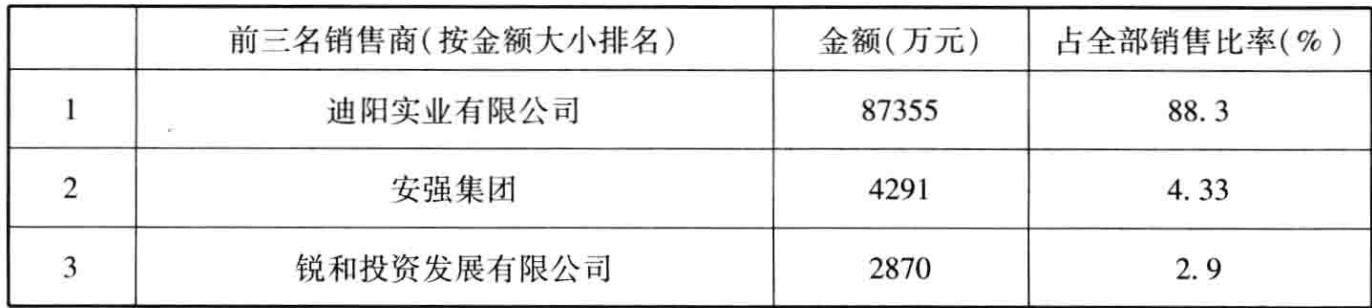 前三名销售商(按金额大小排名) 金额(万元) 占全部销售比率(%)
1 迪阳实业有限公司 87355 88.3
2 安强集团 4291 4.33
3 锐和投资发展有限公司 2870 2.9